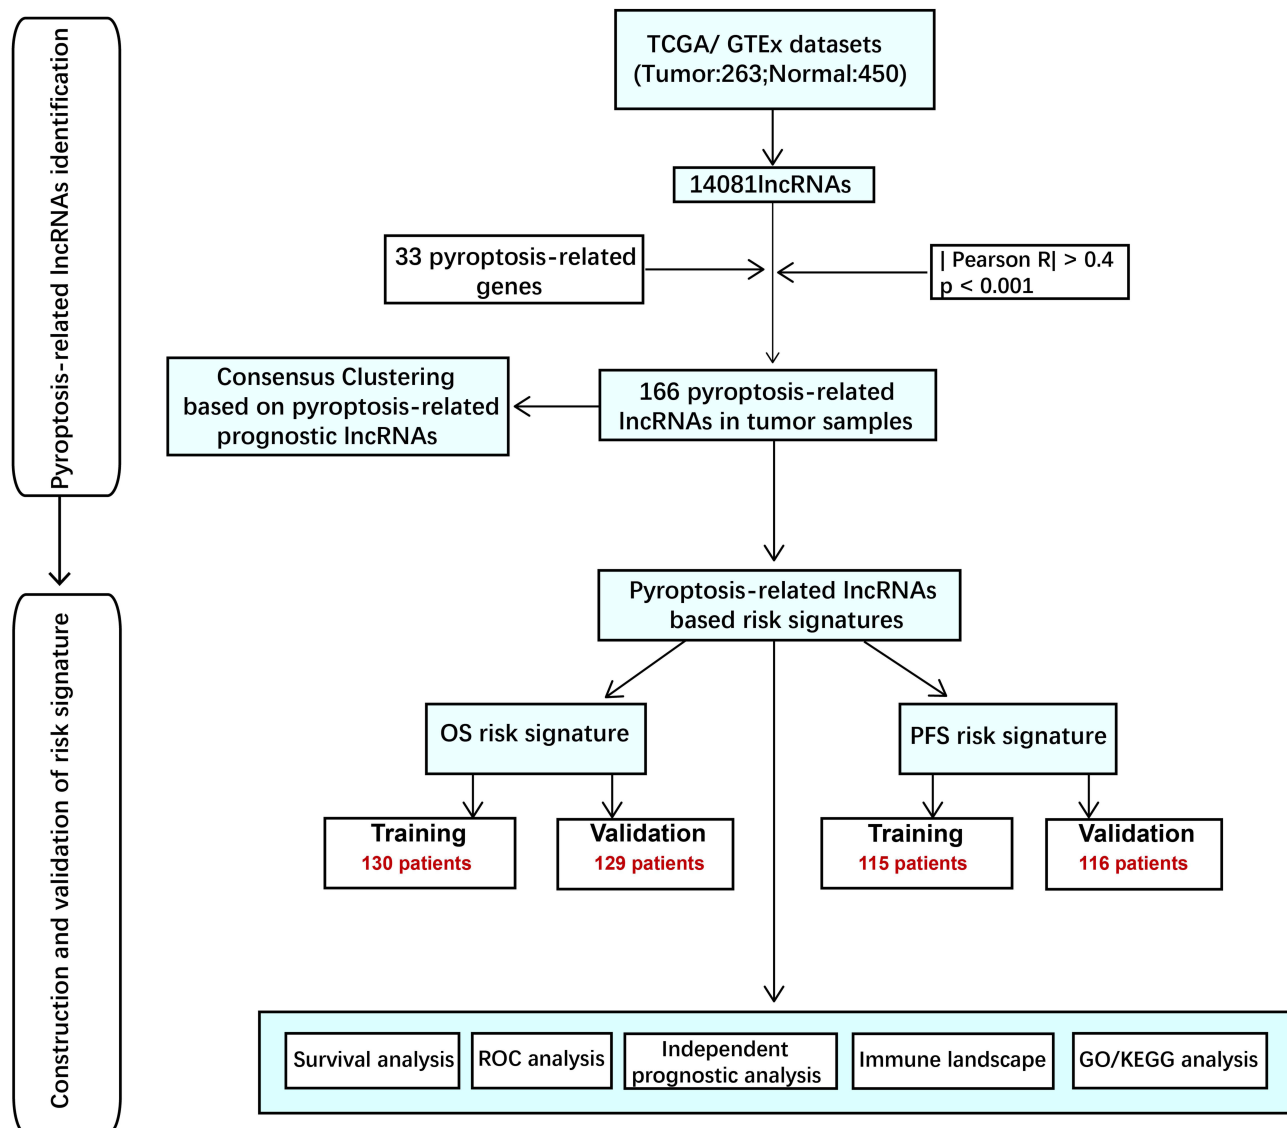 Pyroptosis-related lncRNAs identification
TCGA/ GTEx datasets
(Tumor:263;Normal:450)
14081lncRNAs
33 pyroptosis-related
genes
| Pearson R| > 0.4
p < 0.001
Consensus Clustering
based on pyroptosis-related
prognostic lncRNAs
166 pyroptosis-related
lncRNAs in tumor samples
Construction and validation of risk signature
Pyroptosis-related lncRNAs
based risk signatures
OS risk signature
PFS risk signature
Training
130 patients
Validation
129 patients
Training
115 patients
Validation
116 patients
Survival analysis
ROC analysis
Independent
prognostic analysis
Immune landscape
GO/KEGG analysis